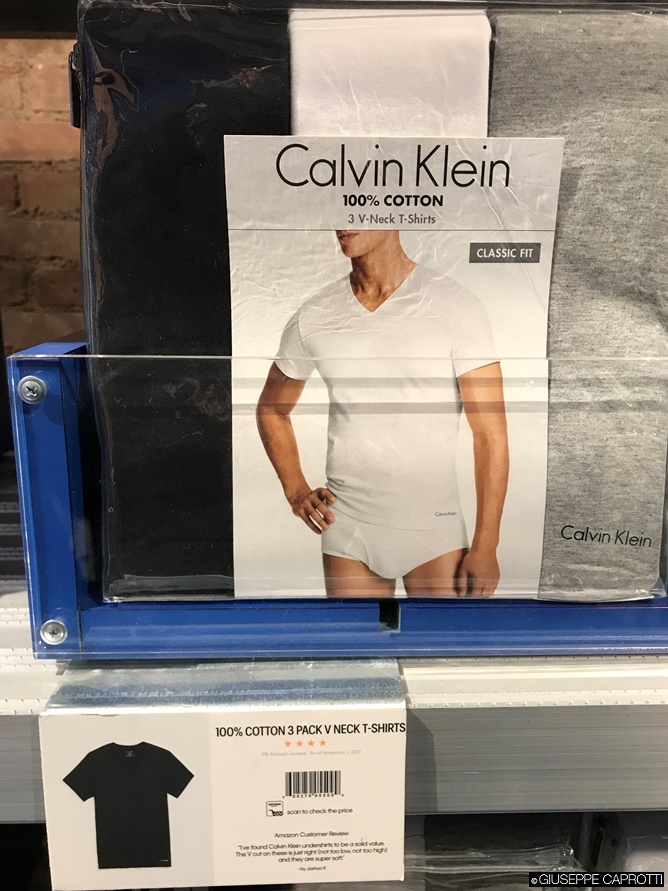 Calvin Klein
100% COTTON
3 V-Neck T-Shirts
CLASSIC FIT
Calvin Klein
Calvin Klein
100% COTTON 3 PACK V NECK T-SHIRTS
scan to check the price
Amazon Customer Review
"I've found Calvin Klein undershirts to be a solid value.
The V cut on these is just right (not too low, not too high)
and they are super soft"
-by Joshua R
©GIUSEPPE CAPROTTI